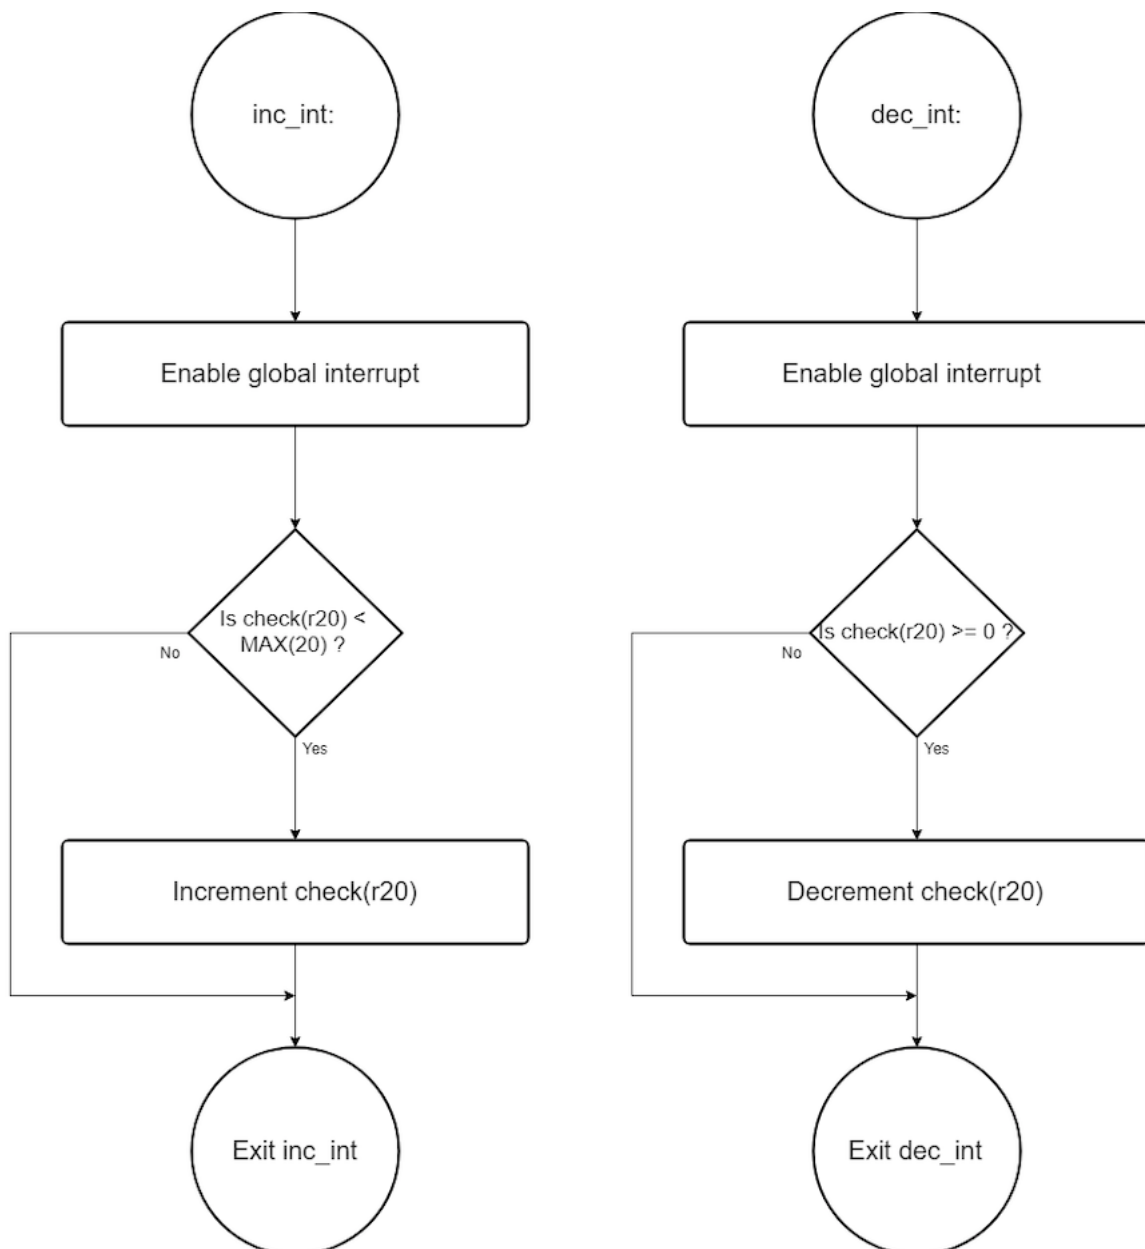 inc_int:
Enable global interrupt
Is check(r20) <
MAX(20) ?
No
Yes
Increment check(r20)
Exit inc_int
dec_int:
Enable global interrupt
Is check(r20) >= 0 ?
No
Yes
Decrement check(r20)
Exit dec_int